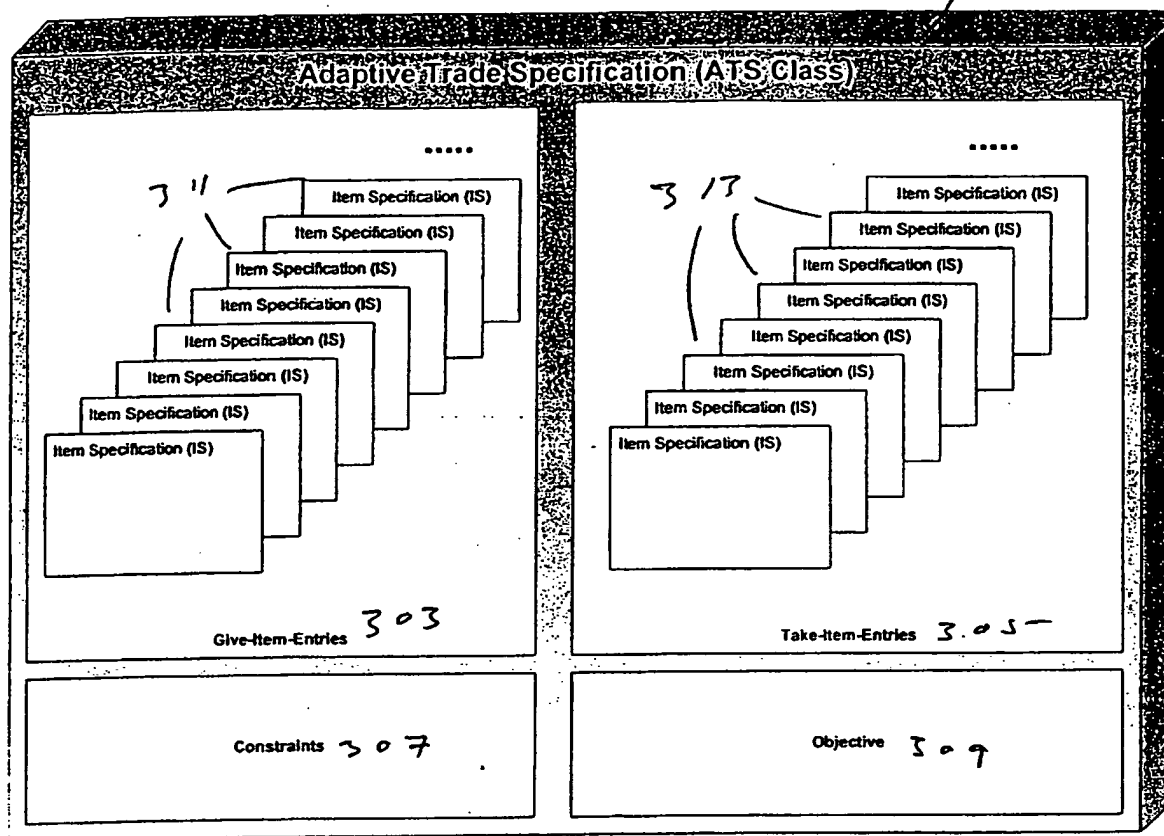 Adaptive Trade Specification (ATS Class)
.....
311
Item Specification (IS)
Item Specification (IS)
Item Specification (IS)
Item Specification (IS)
Item Specification (IS)
Item Specification (IS)
Item Specification (IS)
Item Specification (IS)
Give-Item-Entries 303
.....
313
Item Specification (IS)
Item Specification (IS)
Item Specification (IS)
Item Specification (IS)
Item Specification (IS)
Item Specification (IS)
Item Specification (IS)
Item Specification (IS)
Take-Item-Entries 305
Constraints 307
Objective 309